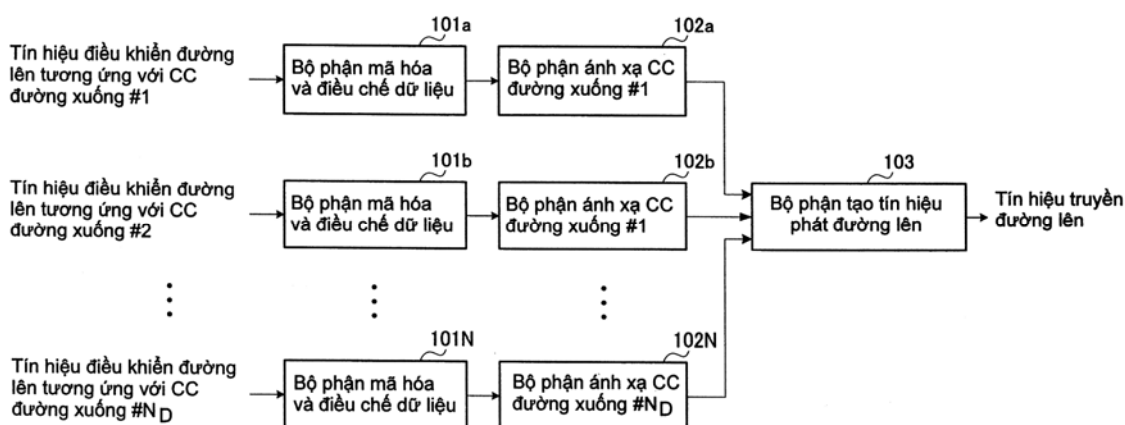 101a
102a
Tín hiệu điều khiển đường
lên tương ứng với CC
đường xuống #1
Bộ phận mã hóa
và điều chế dữ liệu
Bộ phận ánh xạ CC
đường xuống #1
101b
102b
103
Tín hiệu điều khiển đường
lên tương ứng với CC
đường xuống #2
Bộ phận mã hóa
và điều chế dữ liệu
Bộ phận ánh xạ CC
đường xuống #1
Bộ phận tạo tín hiệu
phát đường lên
Tín hiệu truyền
đường lên
101N
102N
Tín hiệu điều khiển đường
lên tương ứng với CC
đường xuống #ND
Bộ phận mã hóa
và điều chế dữ liệu
Bộ phận ánh xạ CC
đường xuống #ND